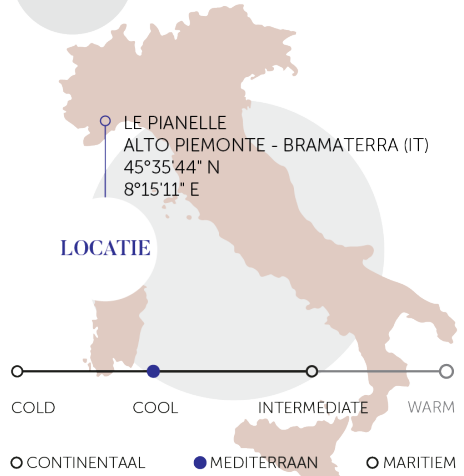 LE PIANELLE
ALTO PIEMONTE - BRAMATERRA (IT)
45°35'44" N
8°15'11" E
LOCATIE
COLD COOL INTERMEDIATE WARM
CONTINENTAAL MEDITERRAAN MARITIEM